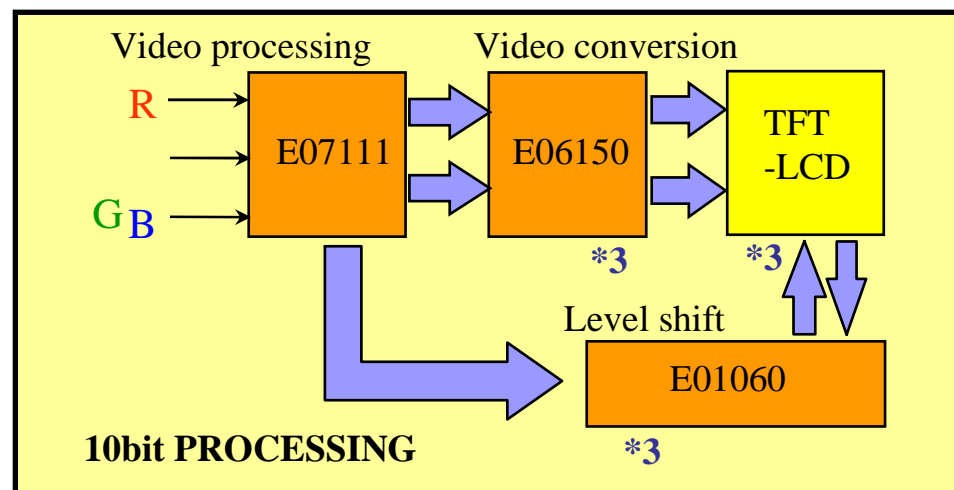 Video processing
Video conversion
R
G B
E07111
E06150
TFT
-LCD
*3
*3
Level shift
E01060
*3
10bit PROCESSING